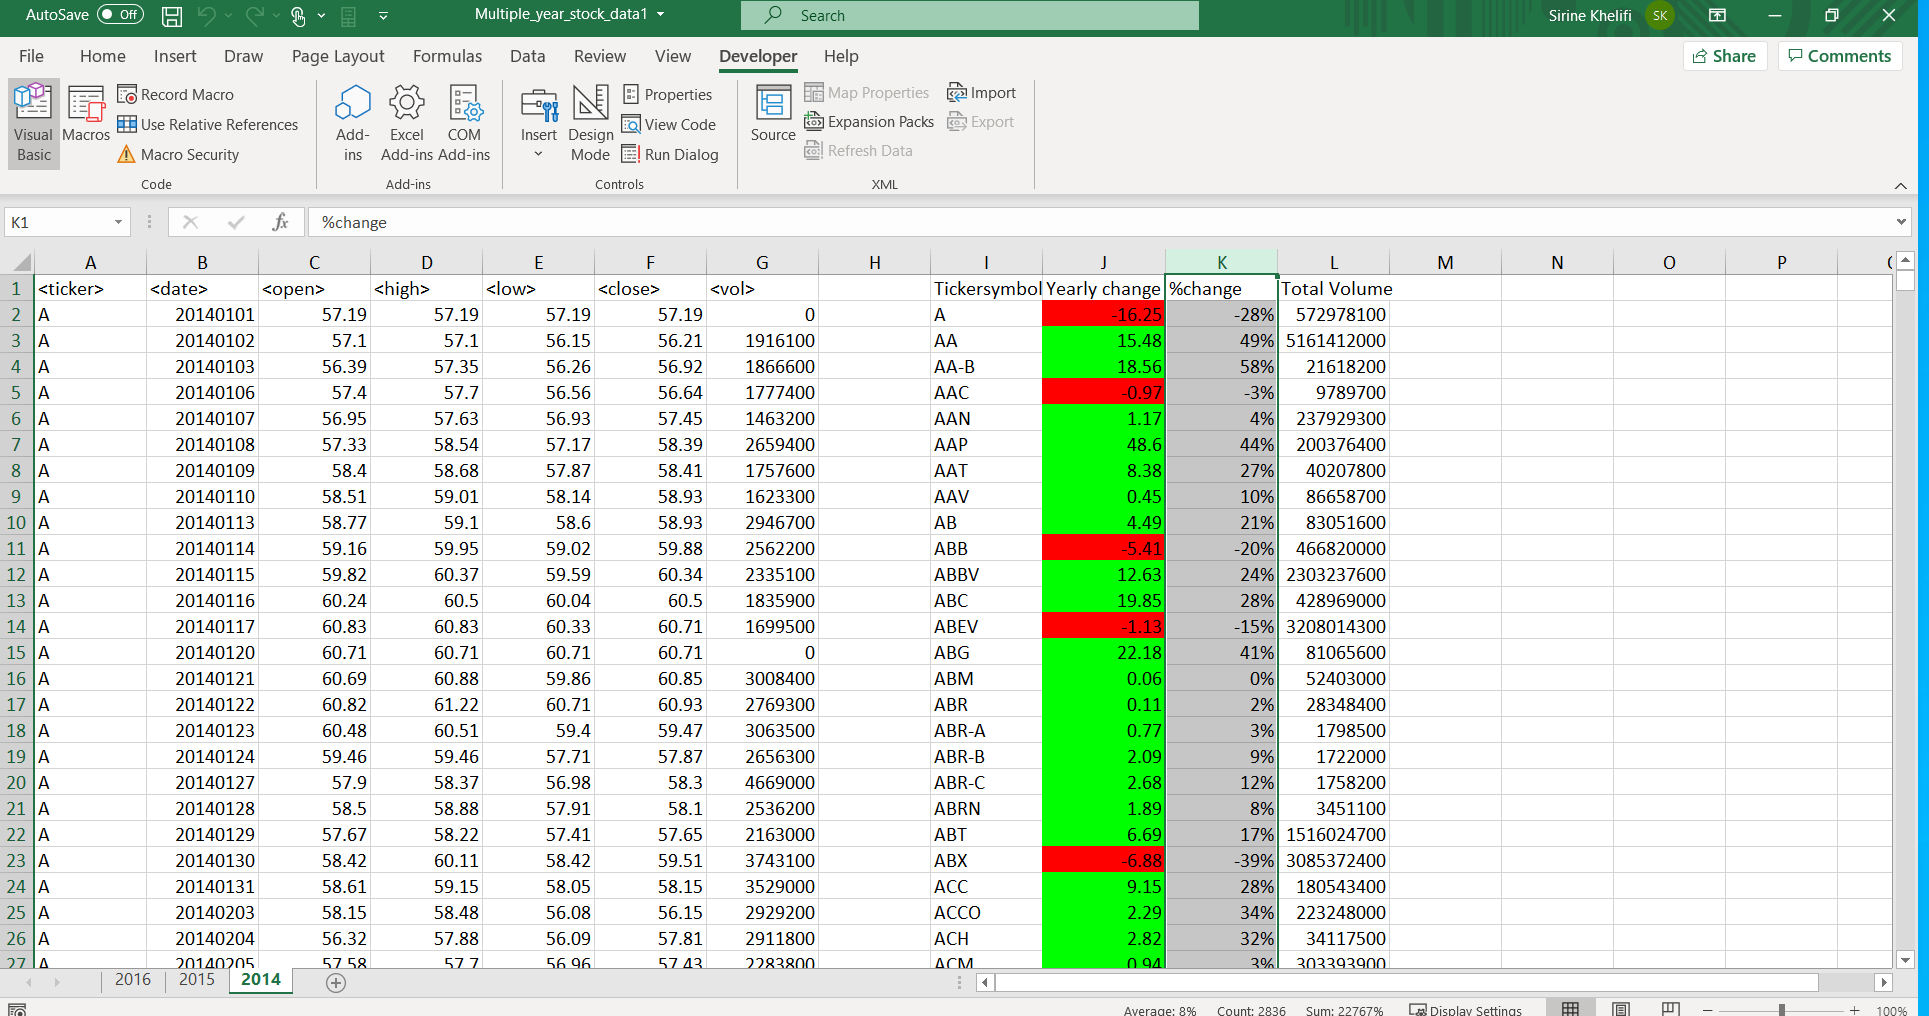 AutoSave Off Multiple_year_stock_data1 Search Sirine Khelifi SK
File Home Insert Draw Page Layout Formulas Data Review View Developer Help Share Comments
Visual Basic
Macros
Record Macro
Use Relative References
Macro Security
Code
Add-ins
Excel Add-ins
COM Add-ins
Add-ins
Insert
Design Mode
Properties
View Code
Run Dialog
Controls
Source
Map Properties
Expansion Packs
Refresh Data
Import
Export
XML
K1 fx %change
A B C D E F G H I J K L M N O P
1 <ticker> <date> <open> <high> <low> <close> <vol> Tickersymbol Yearly change %change Total Volume
2 A 20140101 57.19 57.19 57.19 57.19 0 A -16.25 -28% 572978100
3 A 20140102 57.1 57.1 56.15 56.21 1916100 AA 15.48 49% 5161412000
4 A 20140103 56.39 57.35 56.26 56.92 1866600 AA-B 18.56 58% 21618200
5 A 20140106 57.4 57.7 56.56 56.64 1777400 AAC -0.97 -3% 9789700
6 A 20140107 56.95 57.63 56.93 57.45 1463200 AAN 1.17 4% 237929300
7 A 20140108 57.33 58.54 57.17 58.39 2659400 AAP 48.6 44% 200376400
8 A 20140109 58.4 58.68 57.87 58.41 1757600 AAT 8.38 27% 40207800
9 A 20140110 58.51 59.01 58.14 58.93 1623300 AAV 0.45 10% 86658700
10 A 20140113 58.77 59.1 58.6 58.93 2946700 AB 4.49 21% 83051600
11 A 20140114 59.16 59.95 59.02 59.88 2562200 ABB -5.41 -20% 466820000
12 A 20140115 59.82 60.37 59.59 60.34 2335100 ABBV 12.63 24% 2303237600
13 A 20140116 60.24 60.5 60.04 60.5 1835900 ABC 19.85 28% 428969000
14 A 20140117 60.83 60.83 60.33 60.71 1699500 ABEV -1.13 -15% 3208014300
15 A 20140120 60.71 60.71 60.71 60.71 0 ABG 22.18 41% 81065600
16 A 20140121 60.69 60.88 59.86 60.85 3008400 ABM 0.06 0% 52403000
17 A 20140122 60.82 61.22 60.71 60.93 2769300 ABR 0.11 2% 28348400
18 A 20140123 60.48 60.51 59.4 59.47 3063500 ABR-A 0.77 3% 1798500
19 A 20140124 59.46 59.46 57.71 57.87 2656300 ABR-B 2.09 9% 1722000
20 A 20140127 57.9 58.37 56.98 58.3 4669000 ABR-C 2.68 12% 1758200
21 A 20140128 58.5 58.88 57.91 58.1 2536200 ABRN 1.89 8% 3451100
22 A 20140129 57.67 58.22 57.41 57.65 2163000 ABT 6.69 17% 1516024700
23 A 20140130 58.42 60.11 58.42 59.51 3743100 ABX -6.88 -39% 3085372400
24 A 20140131 58.61 59.15 58.05 58.15 3529000 ACC 9.15 28% 180543400
25 A 20140203 58.15 58.48 56.08 56.15 2929200 ACCO 2.29 34% 223248000
26 A 20140204 56.32 57.88 56.09 57.81 2911800 ACH 2.82 32% 34117500
27 A 20140205 57.58 57.7 56.96 57.43 2283800 ACM 0.94 3% 303393900
2016 2015 2014
Average: 8% Count: 2836 Sum: 22767% Display Settings 100%